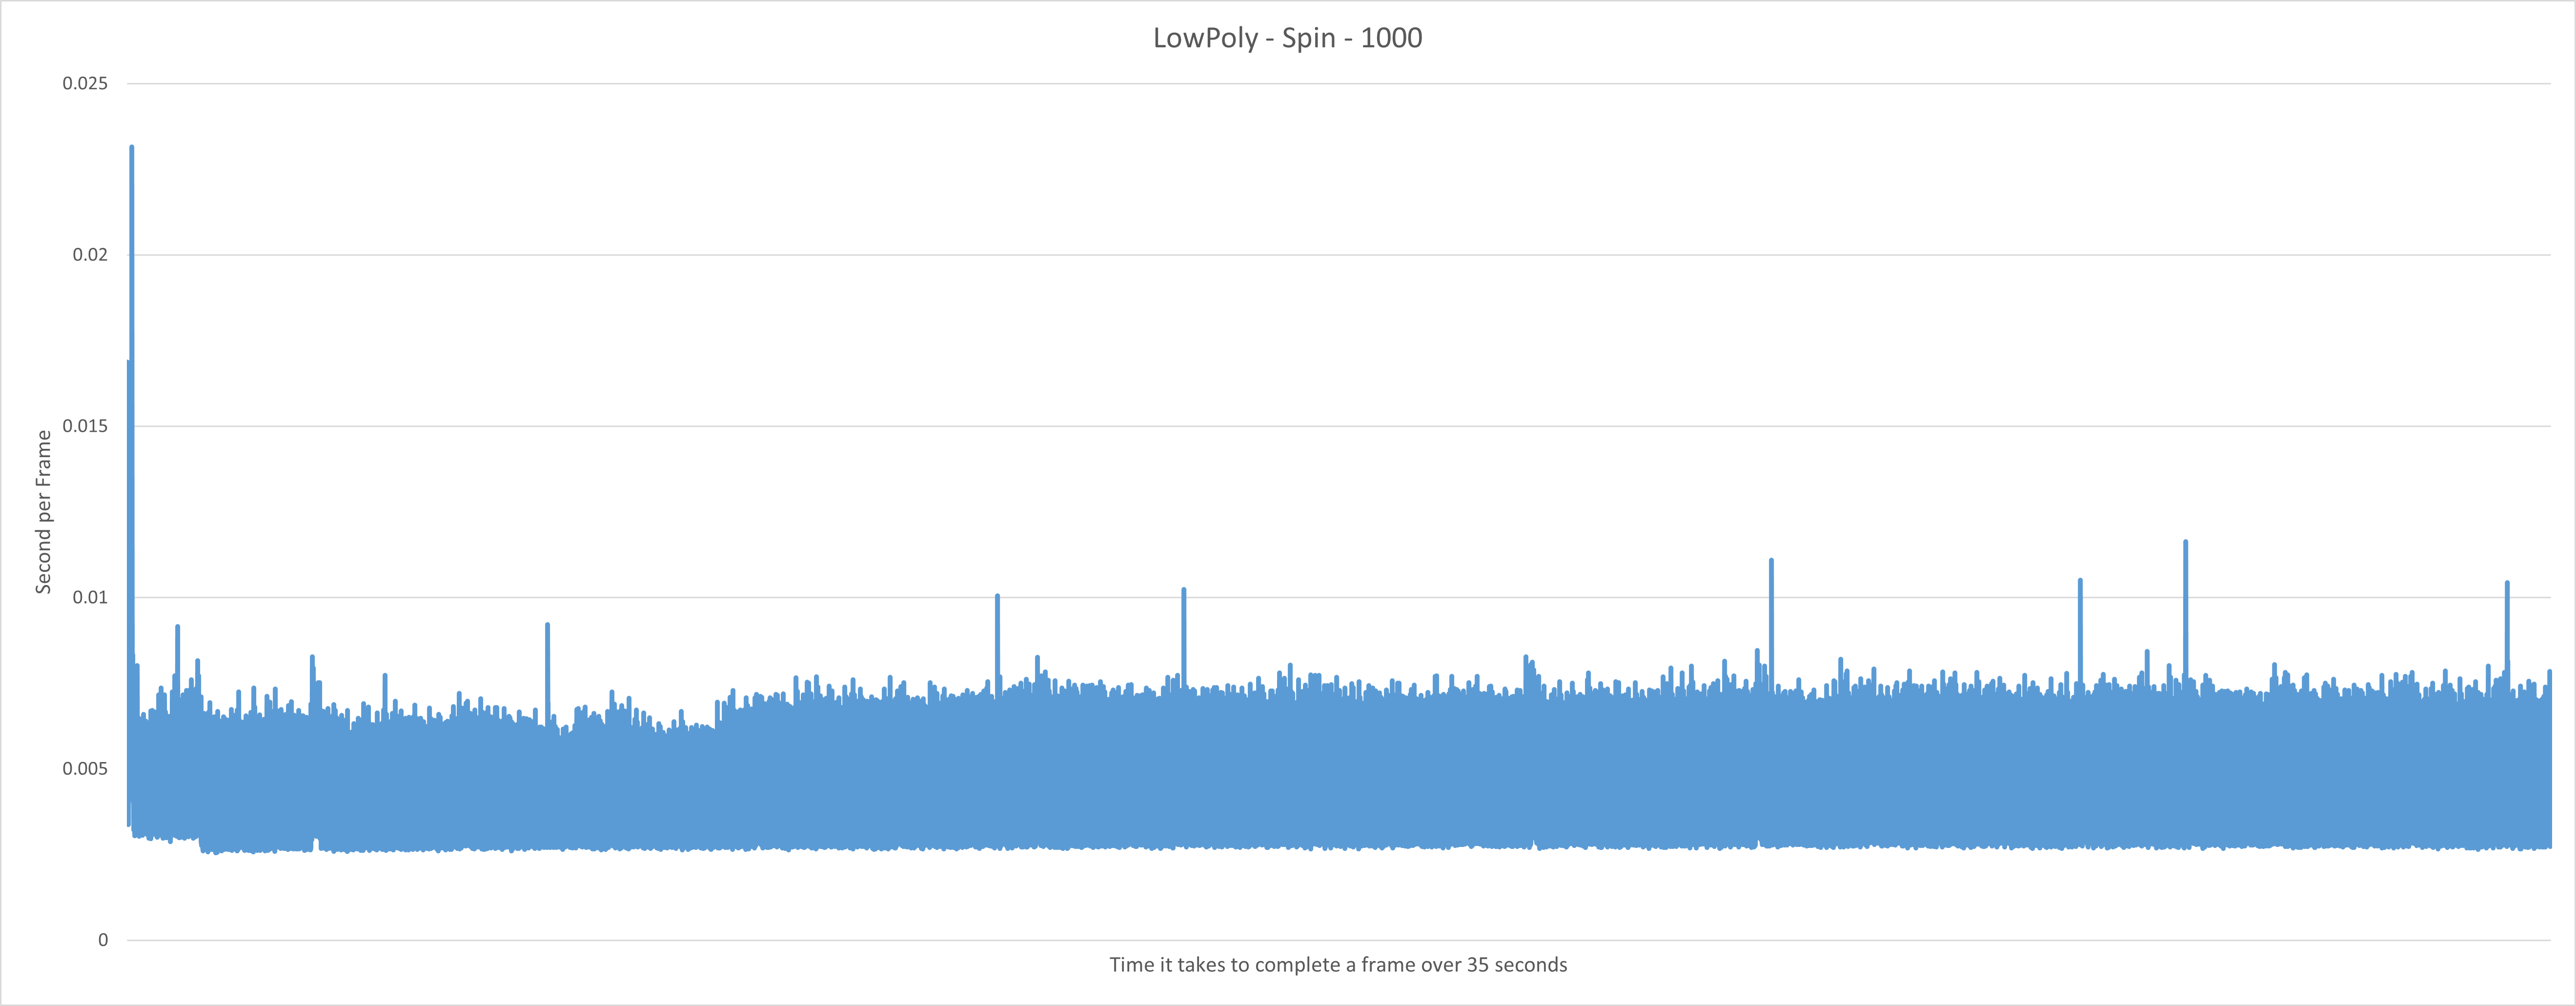 LowPoly - Spin - 1000
0.025
0.02
0.015
0.01
0.005
0
Second per Frame
Time it takes to complete a frame over 35 seconds